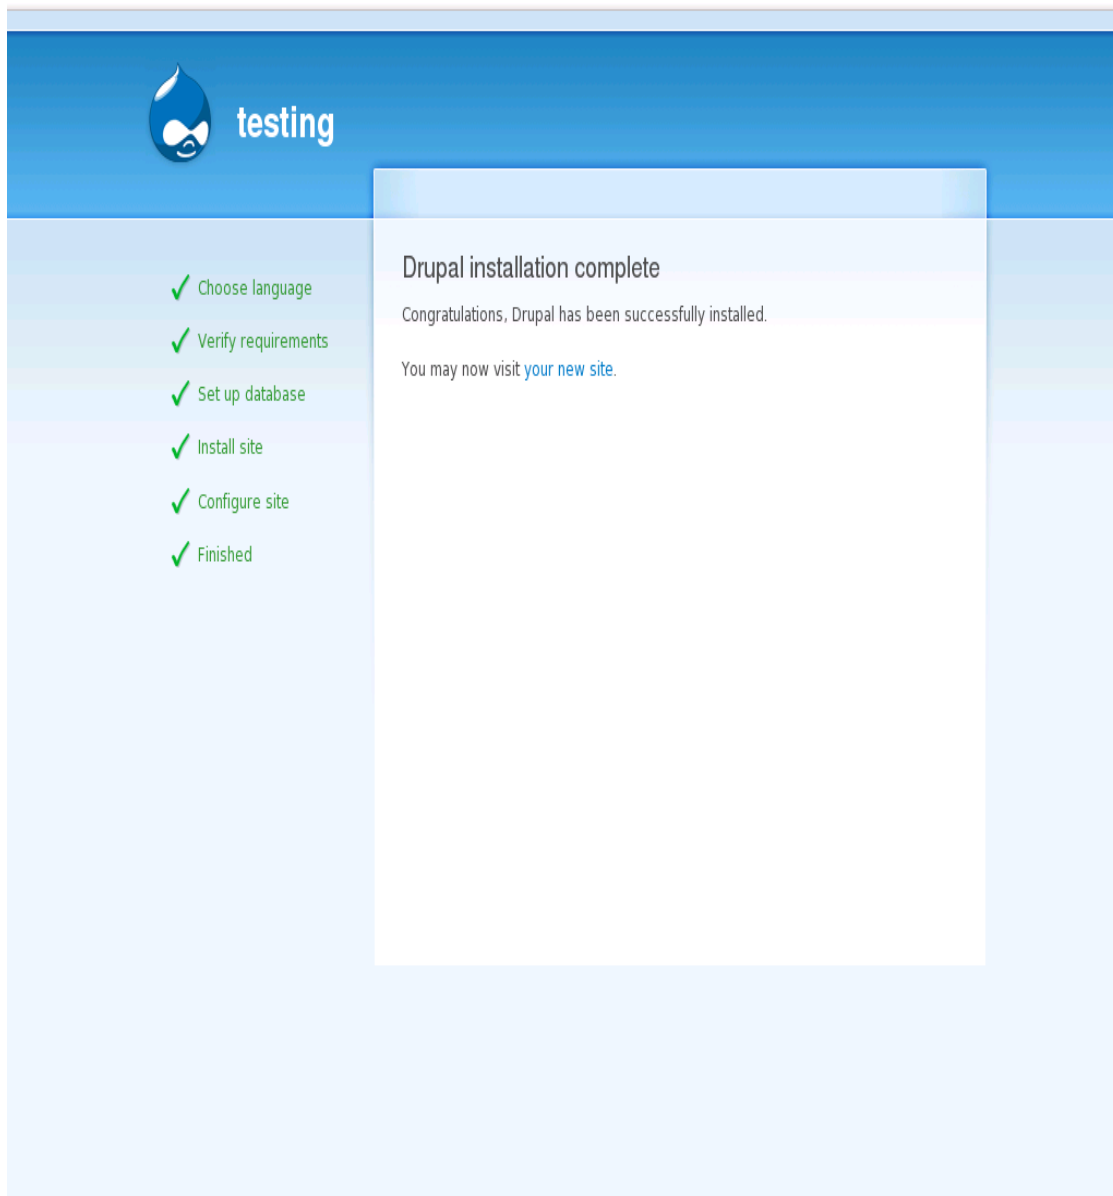 testing
Choose language
Verify requirements
Set up database
Install site
Configure site
Finished
Drupal installation complete
Congratulations, Drupal has been successfully installed.
You may now visit your new site.